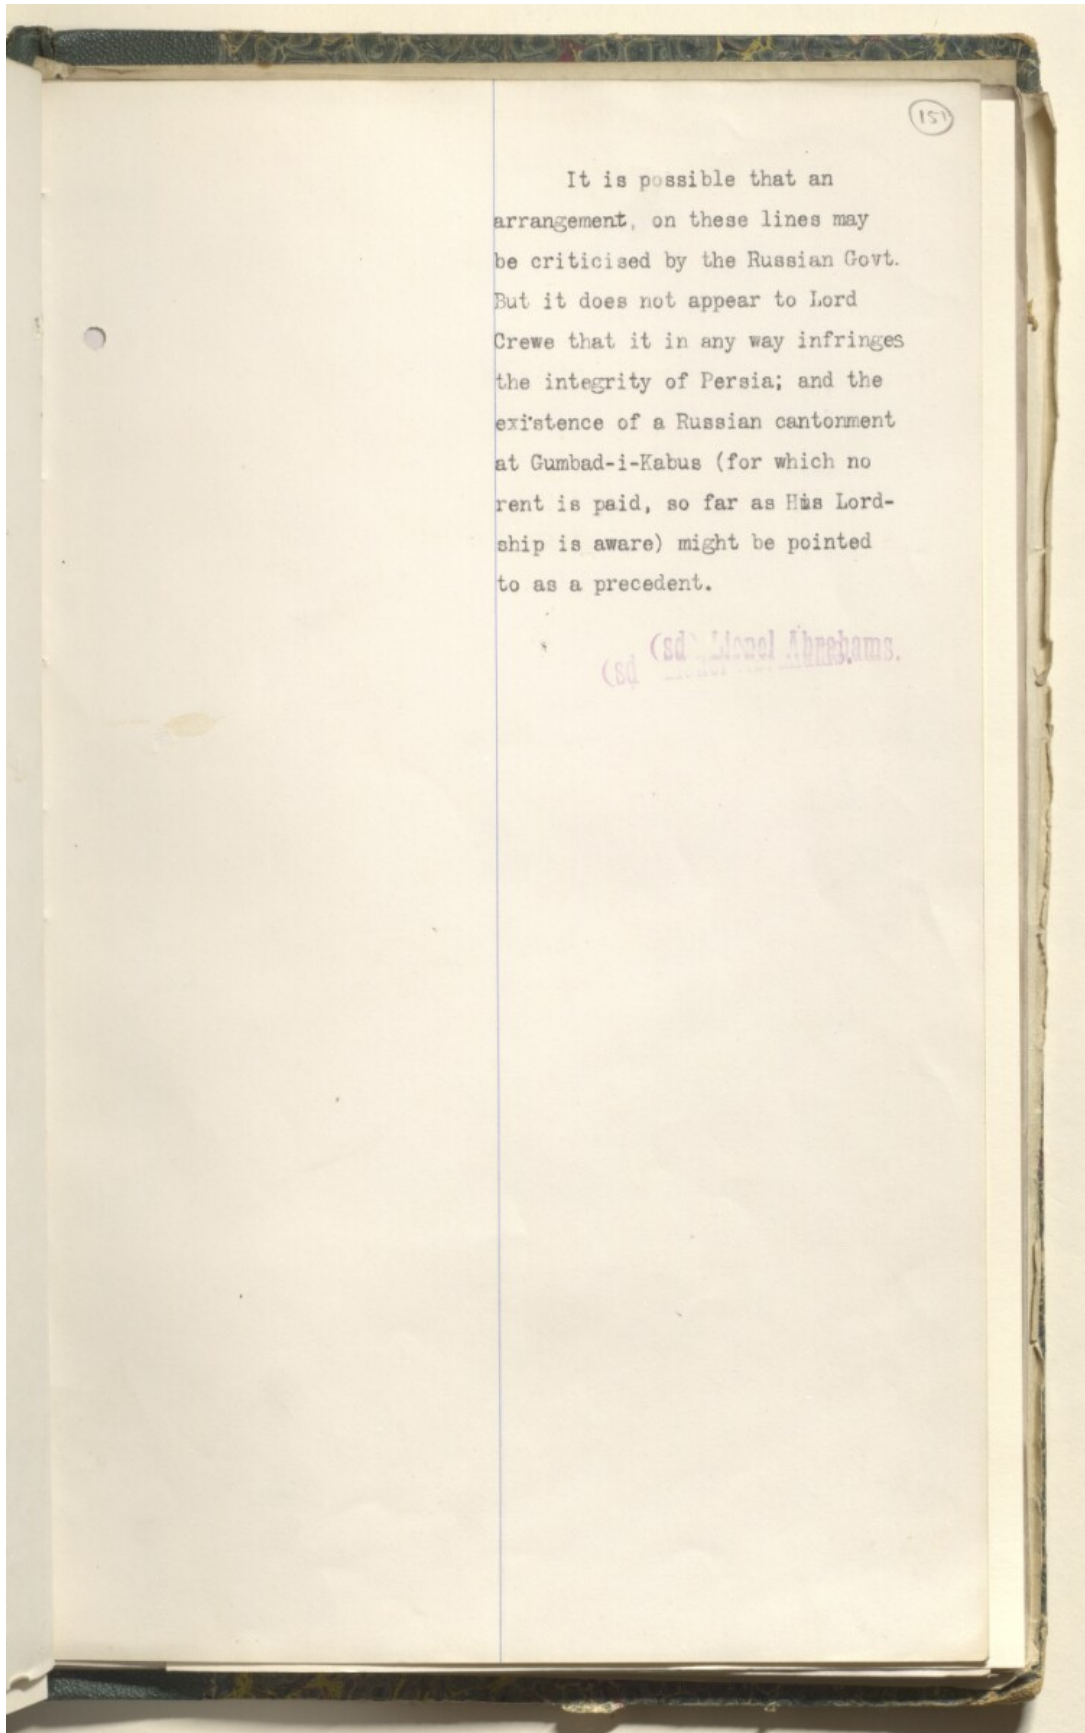 151
It is possible that an
arrangement, on these lines may
be criticised by the Russian Govt.
But it does not appear to Lord
Crewe that it in any way infringes
the integrity of Persia; and the
existence of a Russian cantonment
at Gumbad-i-Kabus (for which no
rent is paid, so far as His Lord-
ship is aware) might be pointed
to as a precedent.
(sd) Lionel Abrahams.
(sd